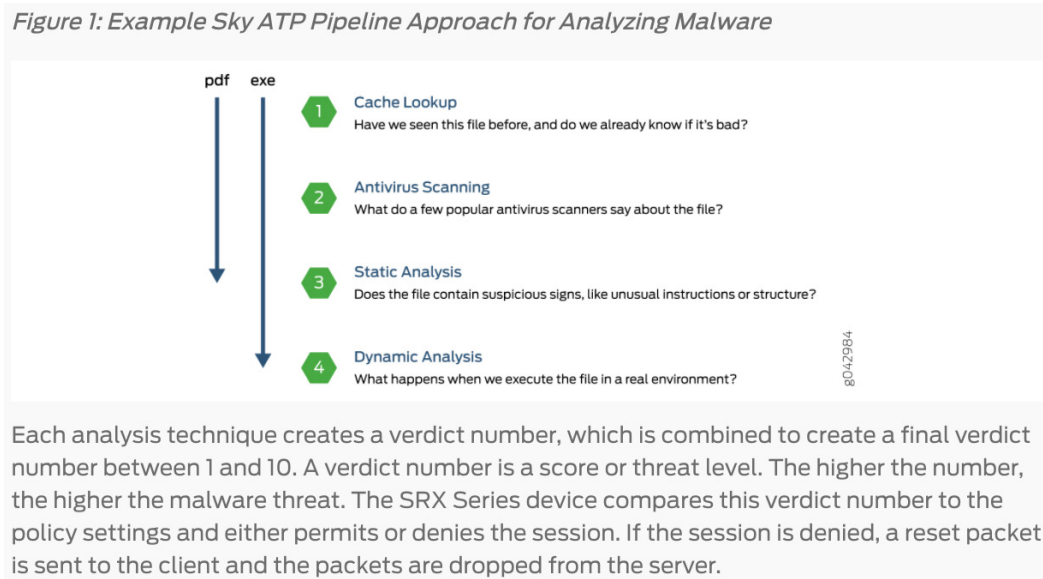 Figure 1: Example Sky ATP Pipeline Approach for Analyzing Malware
pdf exe
1 Cache Lookup
Have we seen this file before, and do we already know if it's bad?
2 Antivirus Scanning
What do a few popular antivirus scanners say about the file?
3 Static Analysis
Does the file contain suspicious signs, like unusual instructions or structure?
4 Dynamic Analysis
What happens when we execute the file in a real environment?
g042984
Each analysis technique creates a verdict number, which is combined to create a final verdict
number between 1 and 10. A verdict number is a score or threat level. The higher the number,
the higher the malware threat. The SRX Series device compares this verdict number to the
policy settings and either permits or denies the session. If the session is denied, a reset packet
is sent to the client and the packets are dropped from the server.